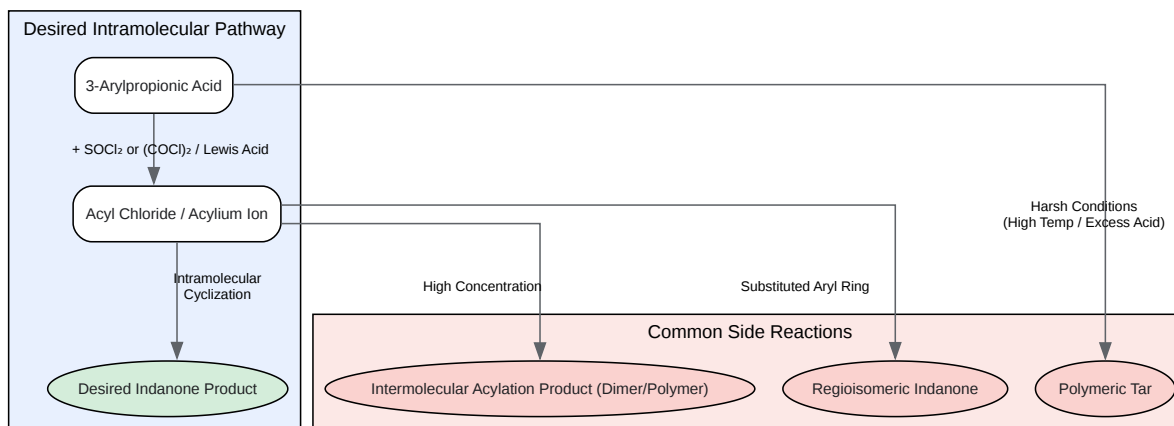 Desired Intramolecular Pathway
3-Arylpropionic Acid
+ SOCl₂ or (COCl)₂ / Lewis Acid
Acyl Chloride / Acylium Ion
Harsh Conditions
(High Temp / Excess Acid)
Intramolecular
Cyclization
High Concentration
Substituted Aryl Ring
Common Side Reactions
Desired Indanone Product
Intermolecular Acylation Product (Dimer/Polymer)
Regioisomeric Indanone
Polymeric Tar